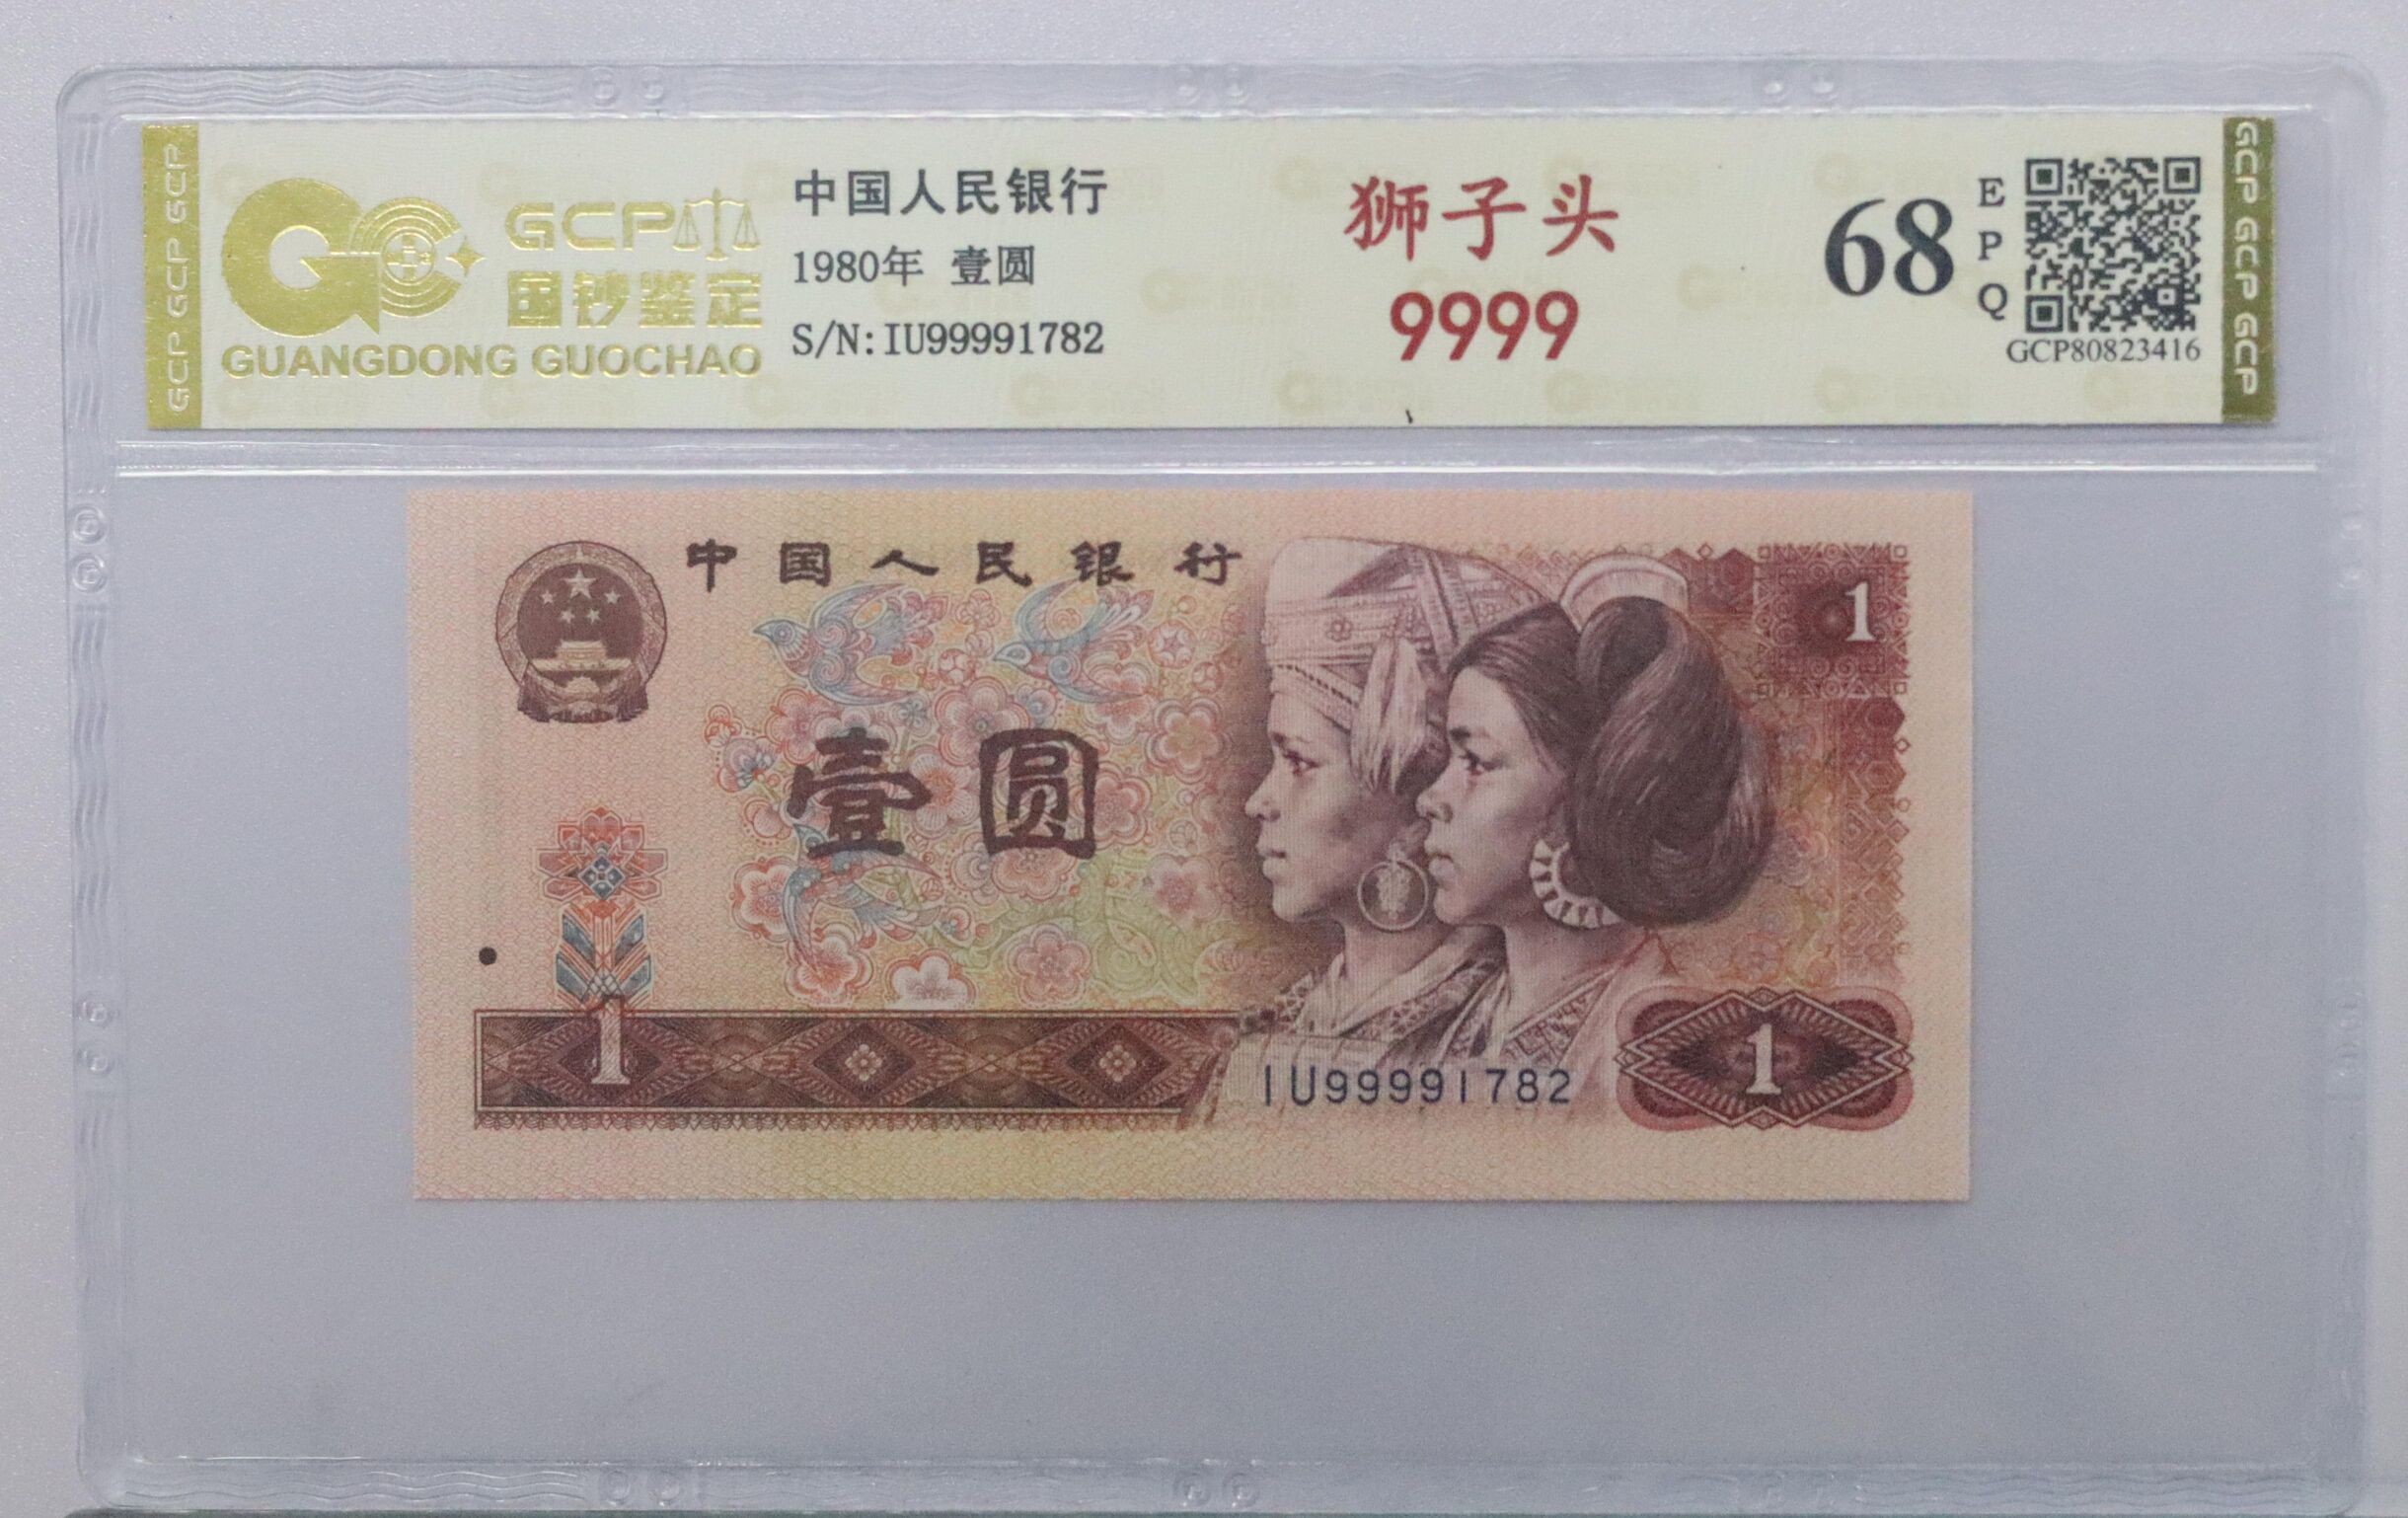 GCP GCP GCP
GCP
国钞鉴定
GUANGDONG GUOCHAO
中国人民银行
1980年 壹圆
S/N:IU99991782
狮子头
9999
68
EPQ
GCP80823416
GCP GCP GCP
中国人民银行
1
壹圆
1
IU99991782
1